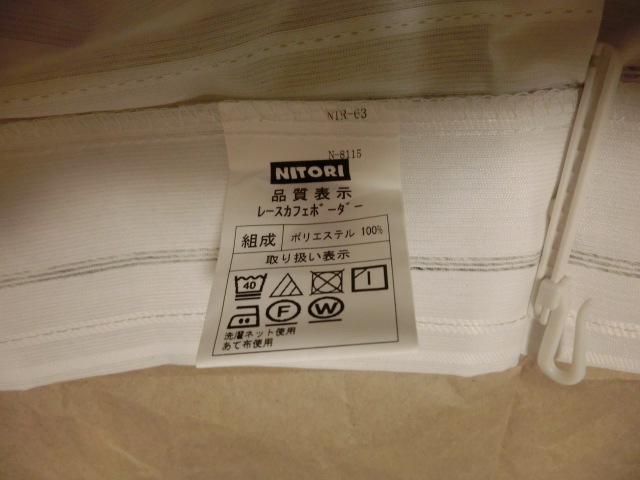 NIR-63
N-8115
NITORI
品質表示
レースカフェボーダー
組成 ポリエステル 100%
取り扱い表示
40
F W
洗濯ネット使用
あて布使用